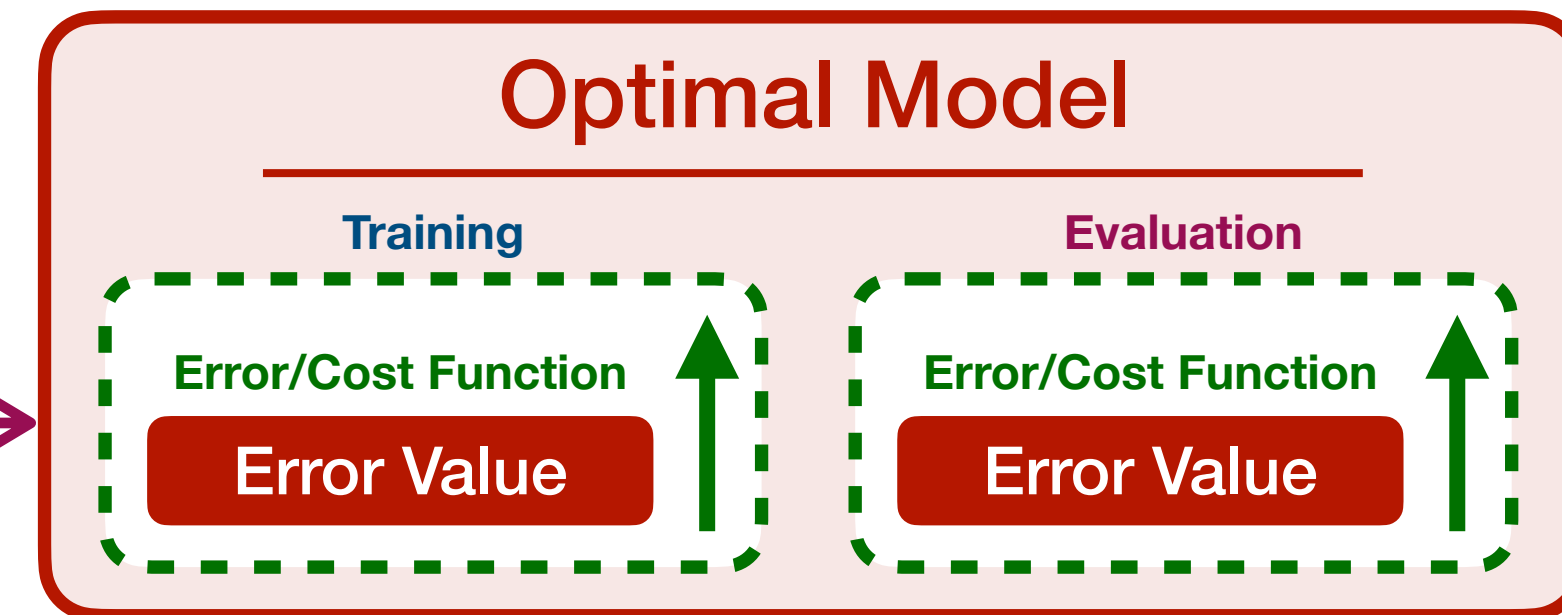 Optimal Model
Training
Evaluation
Error/Cost Function
Error Value
Error/Cost Function
Error Value